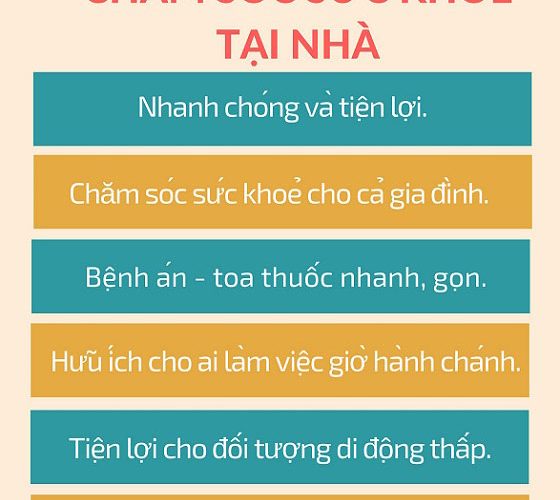 TẠI NHÀ
Nhanh chóng và tiện lợi.
Chăm sóc sức khoẻ cho cả gia đình.
Bệnh án - toa thuốc nhanh, gọn.
Hữu ích cho ai làm việc giờ hành chánh.
Tiện lợi cho đối tượng di động thấp.